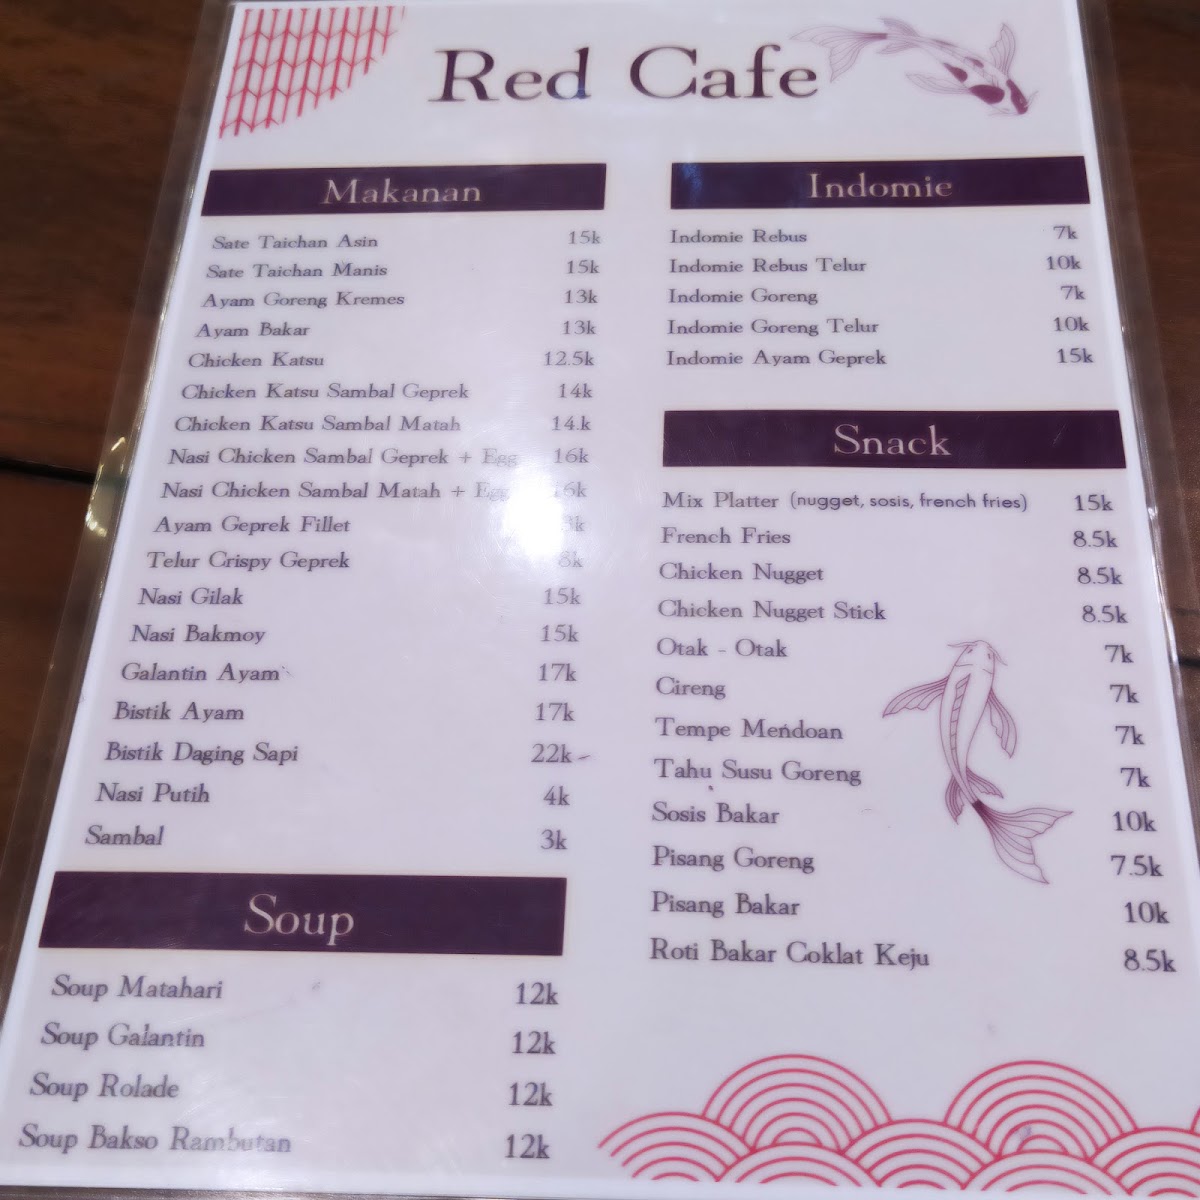 Red Cafe
Makanan
Sate Taichan Asin 15k
Sate Taichan Manis 15k
Ayam Goreng Kremes 13k
Ayam Bakar 13k
Chicken Katsu 12.5k
Chicken Katsu Sambal Geprek 14k
Chicken Katsu Sambal Matah 14.k
Nasi Chicken Sambal Geprek + Egg 16k
Nasi Chicken Sambal Matah + Egg 16k
Ayam Geprek Fillet
Telur Crispy Geprek 8k
Nasi Gilak 15k
Nasi Bakmoy 15k
Galantin Ayam 17k
Bistik Ayam 17k
Bistik Daging Sapi 22k
Nasi Putih 4k
Sambal 3k
Soup
Soup Matahari 12k
Soup Galantin 12k
Soup Rolade 12k
Soup Bakso Rambutan 12k
Indomie
Indomie Rebus 7k
Indomie Rebus Telur 10k
Indomie Goreng 7k
Indomie Goreng Telur 10k
Indomie Ayam Geprek 15k
Snack
Mix Platter (nugget, sosis, french fries) 15k
French Fries 8.5k
Chicken Nugget 8.5k
Chicken Nugget Stick 8.5k
Otak - Otak 7k
Cireng 7k
Tempe Mendoan 7k
Tahu Susu Goreng 7k
Sosis Bakar 10k
Pisang Goreng 7.5k
Pisang Bakar 10k
Roti Bakar Coklat Keju 8.5k